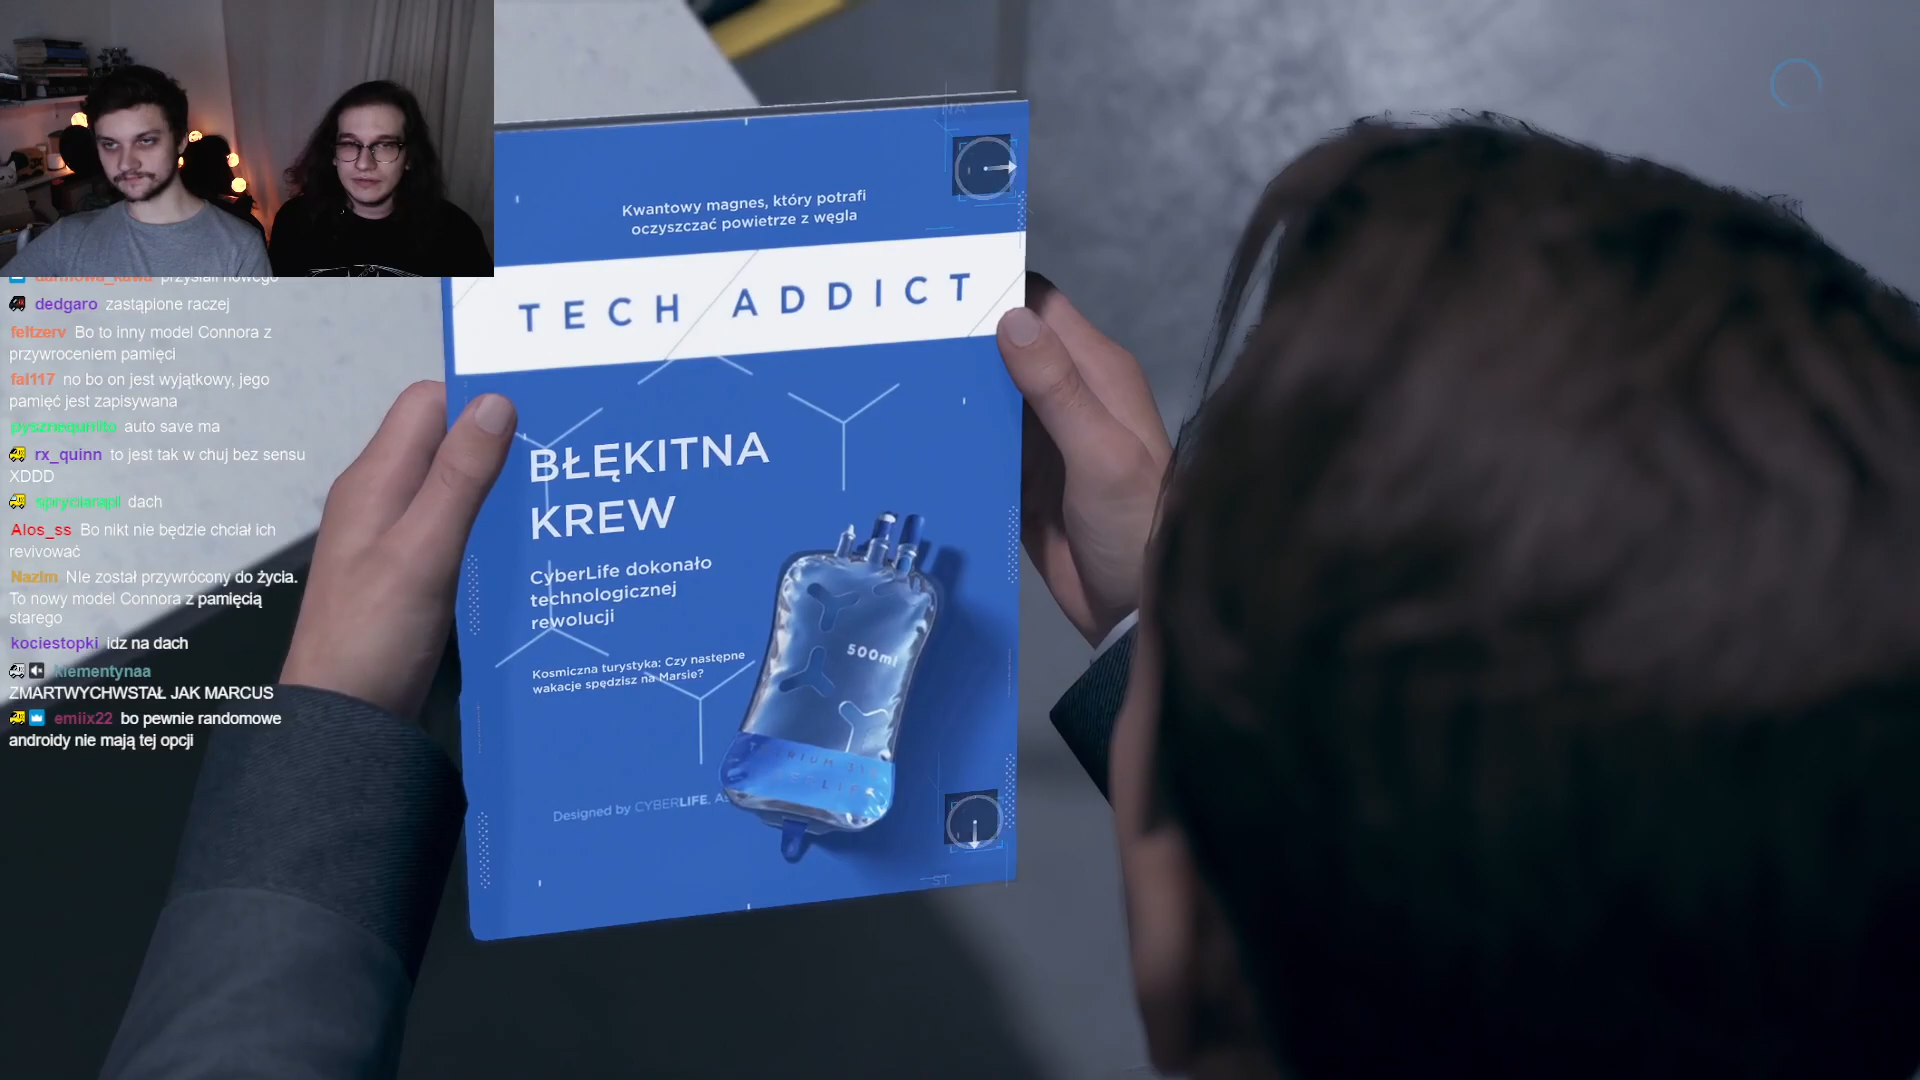 Kwantowy magnes, który potrafi
oczyszczać powietrze z węgla
TECH ADDICT
BŁĘKITNA
KREW
CyberLife dokonało
technologicznej
rewolucji
Kosmiczna turystyka: Czy następne
wakacje spędzisz na Marsie?
500ml
Designed by CYBERLIFE.
przysłali nowego
dedgaro zastąpione raczej
feltzerv Bo to inny model Connora z
przywroceniem pamięci
fal117 no bo on jest wyjątkowy, jego
pamięć jest zapisywana
auto save ma
rx_quinn to jest tak w chuj bez sensu
XDDD
spryciarapl dach
Alos_ss Bo nikt nie będzie chciał ich
revivować
Nazim NIe został przywrócony do życia.
To nowy model Connora z pamięcią
starego
kociestopki idz na dach
klementynaa
ZMARTWYCHWSTAŁ JAK MARCUS
emiix22 bo pewnie randomowe
androidy nie mają tej opcji